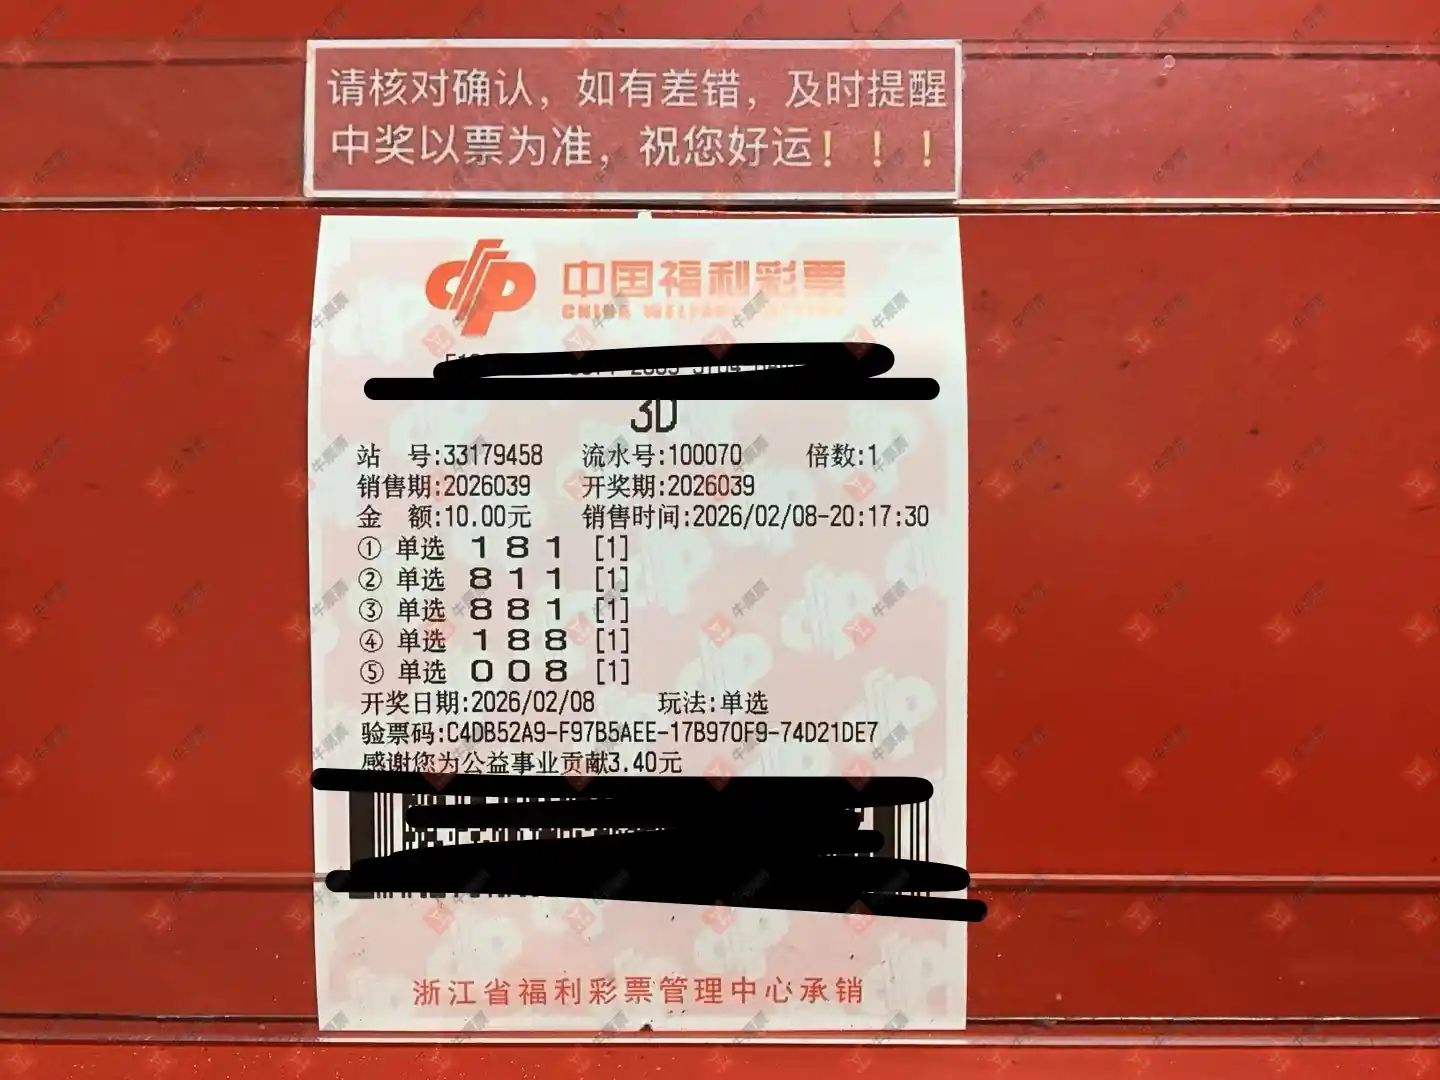 请核对确认，如有差错，及时提醒
中奖以票为准，祝您好运！！！
中国福利彩票
CHINA WELFARE LOTTERY
3D
站 号:33179458 流水号:100070 倍数:1
销售期:2026039 开奖期:2026039
金 额:10.00元 销售时间:2026/02/08-20:17:30
① 单选 1 8 1 [1]
② 单选 8 1 1 [1]
③ 单选 8 8 1 [1]
④ 单选 1 8 8 [1]
⑤ 单选 0 0 8 [1]
开奖日期:2026/02/08 玩法:单选
验票码:C4DB52A9-F97B5AEE-17B970F9-74D21DE7
感谢您为公益事业贡献3.40元
浙江省福利彩票管理中心承销